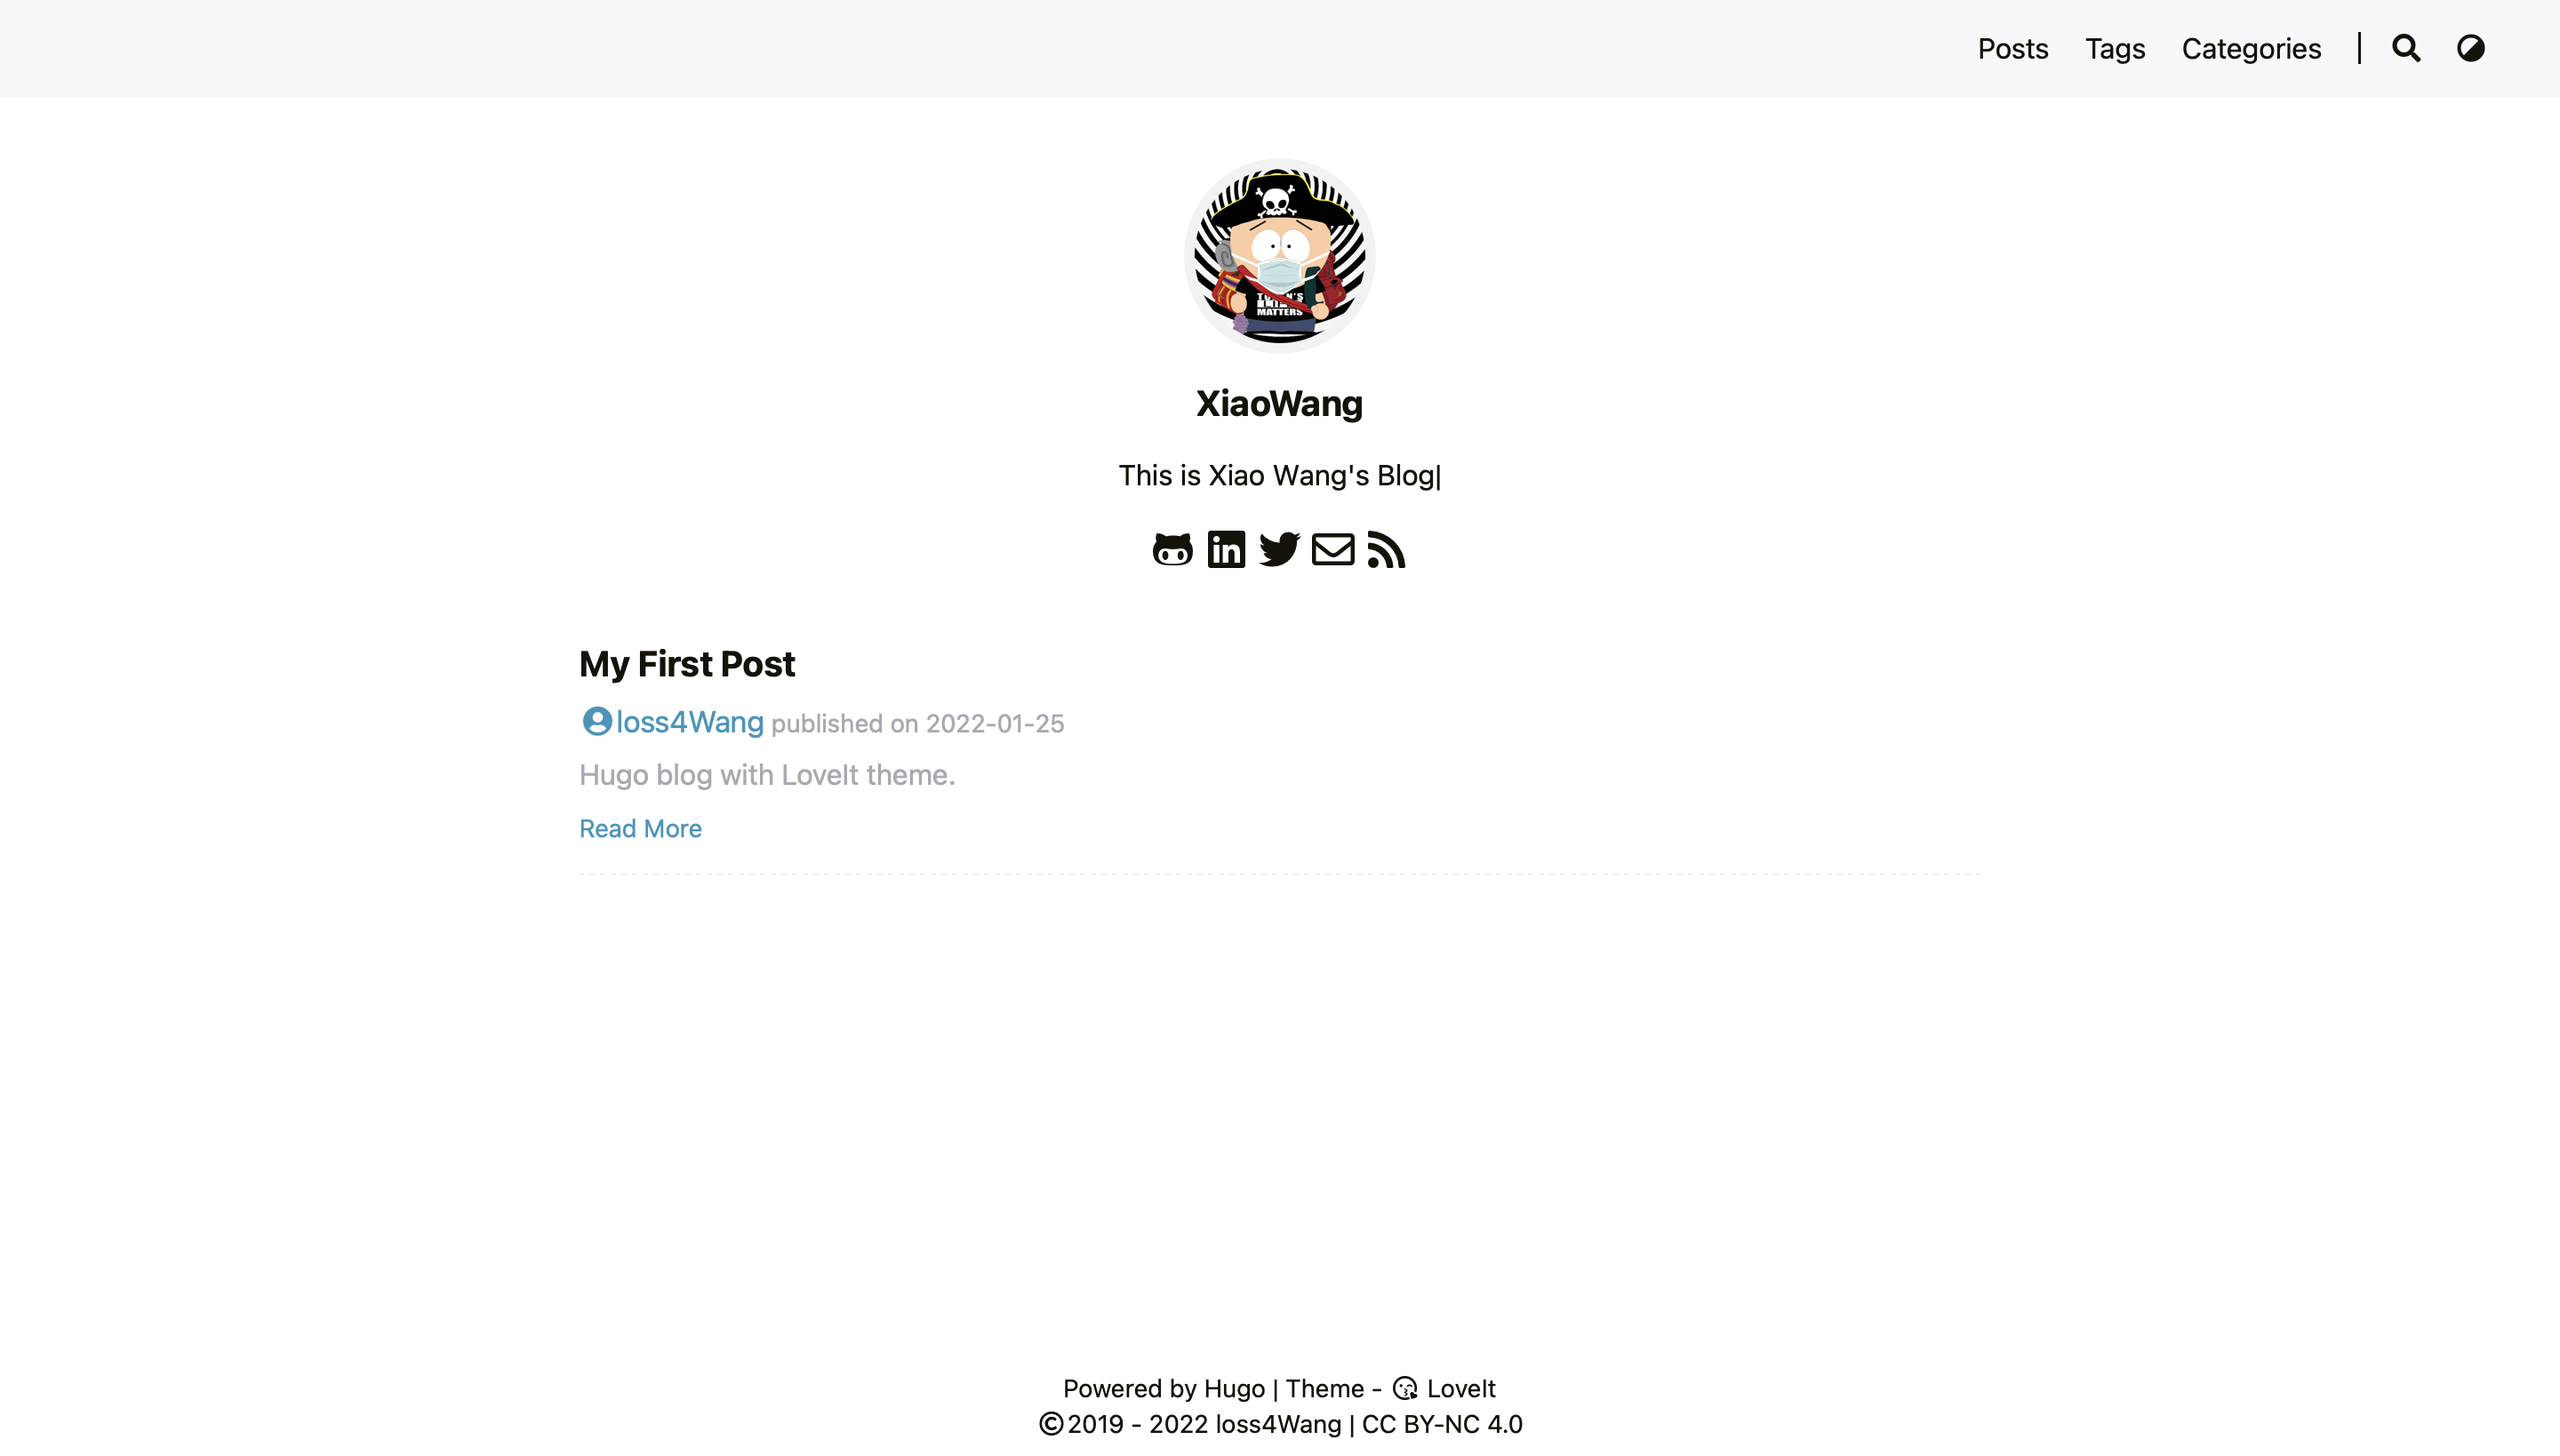 Posts Tags Categories |
MATTERS
XiaoWang
This is Xiao Wang's Blog|
My First Post
loss4Wang published on 2022-01-25
Hugo blog with LoveIt theme.
Read More
Powered by Hugo | Theme - LoveIt
©2019 - 2022 loss4Wang | CC BY-NC 4.0